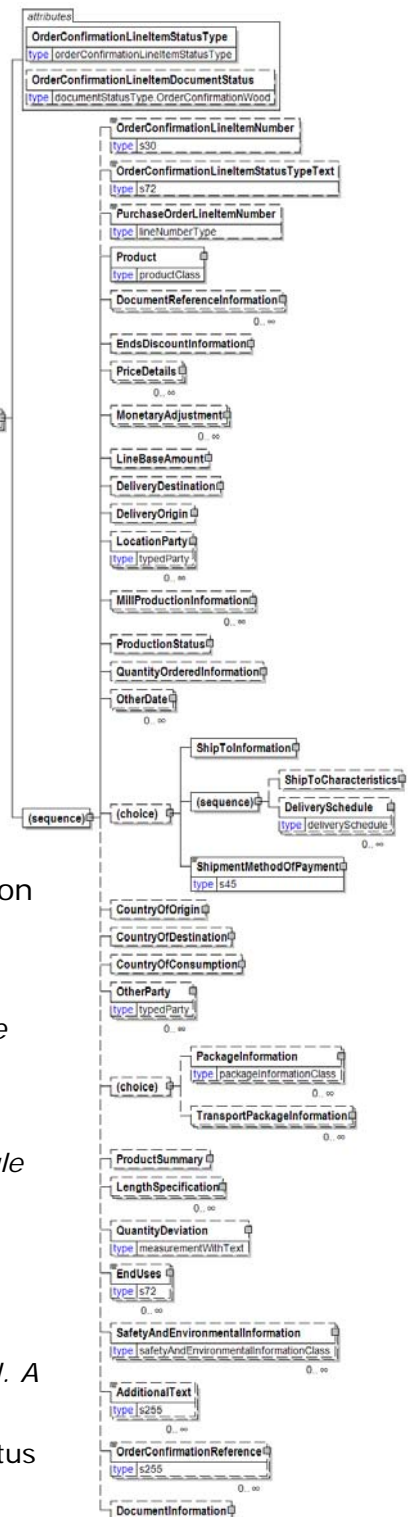 attributes
OrderConfirmationLineItemStatusType
type orderConfirmationLineItemStatusType
OrderConfirmationLineItemDocumentStatus
type documentStatusType.OrderConfirmationWood
OrderConfirmationLineItemNumber
type s30
OrderConfirmationLineItemStatusTypeText
type s72
PurchaseOrderLineItemNumber
type lineNumberType
Product
type productClass
DocumentReferenceInformation
0.. ∞
EndsDiscountInformation
PriceDetails
0.. ∞
MonetaryAdjustment
0.. ∞
LineBaseAmount
DeliveryDestination
DeliveryOrigin
LocationParty
type typedParty
0.. ∞
MillProductionInformation
0.. ∞
ProductionStatus
QuantityOrderedInformation
OtherDate
0.. ∞
ShipToInformation
ShipToCharacteristics
(sequence)
(choice)
(sequence)
DeliverySchedule
type deliverySchedule
0.. ∞
ShipmentMethodOfPayment
type s45
on
CountryOfOrigin
CountryOfDestination
CountryOfConsumption
OtherParty
type typedParty
0.. ∞
e
PackageInformation
type packageInformationClass
0.. ∞
(choice)
TransportPackageInformation
0.. ∞
ule
ProductSummary
LengthSpecification
0.. ∞
QuantityDeviation
type measurementWithText
EndUses
type s72
0.. ∞
SafetyAndEnvironmentalInformation
type safetyAndEnvironmentalInformationClass
0.. ∞
l. A
AdditionalText
type s255
0.. ∞
tus
OrderConfirmationReference
type s255
0.. ∞
DocumentInformation